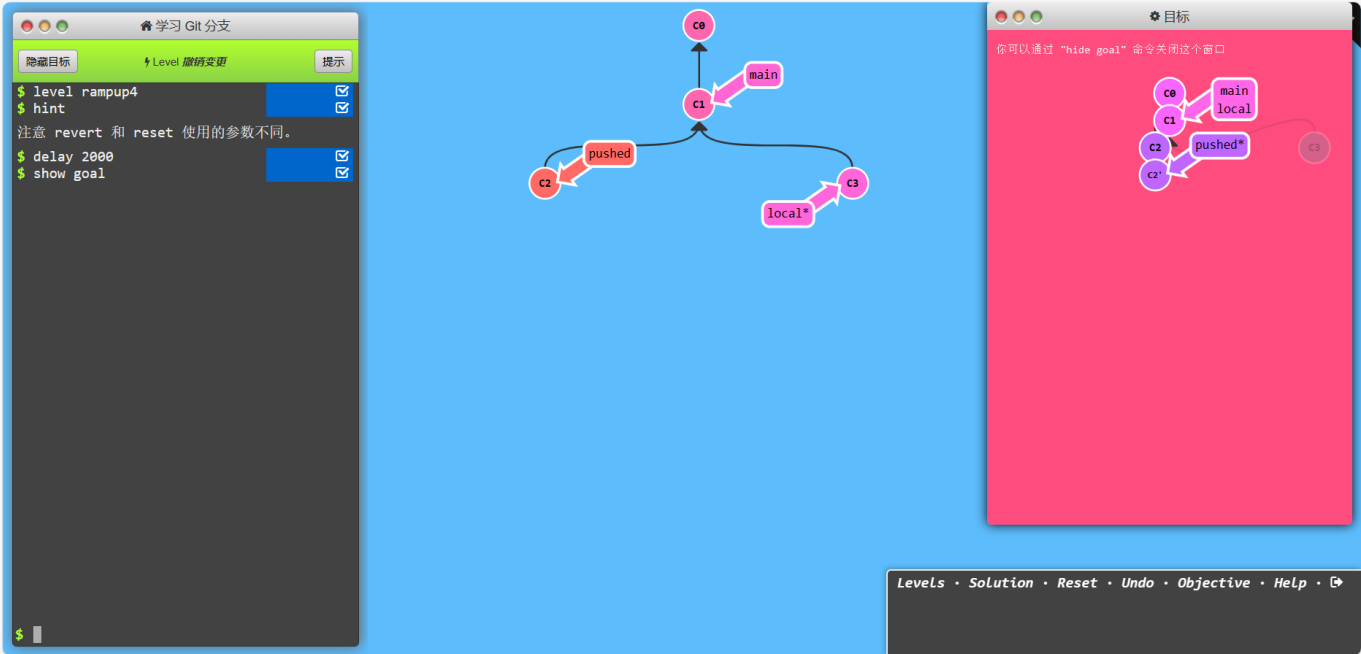 学习 Git 分支
隐藏目标
Level 撤销变更
提示
$ level rampup4
$ hint
注意 revert 和 reset 使用的参数不同。
$ delay 2000
$ show goal
$
C0
main
C1
pushed
C2
C3
local*
目标
你可以通过 "hide goal" 命令关闭这个窗口
C0
main
C1
local
C2
pushed*
C3
C2'
Levels · Solution · Reset · Undo · Objective · Help ·